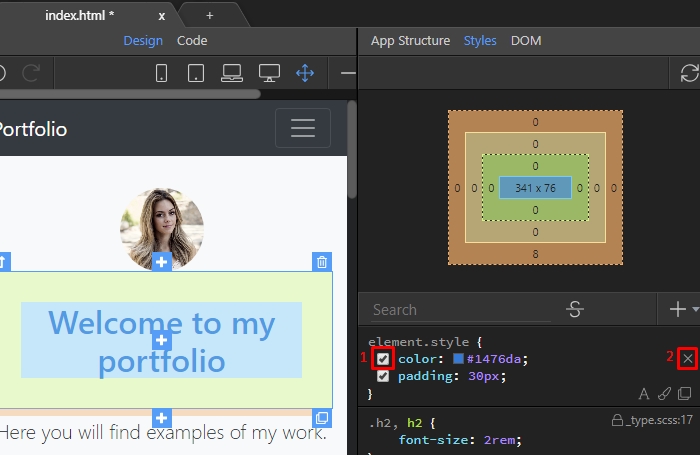 index.html * x +
Design Code
App Structure Styles DOM
Portfolio
0
0
0
0 0 0 341 x 76 0 0 0
0
0
8
Welcome to my
portfolio
Here you will find examples of my work.
Search S
element.style {
1 color: #1476da; 2
padding: 30px;
}
A
.h2, h2 { _type.scss:17
font-size: 2rem;
}